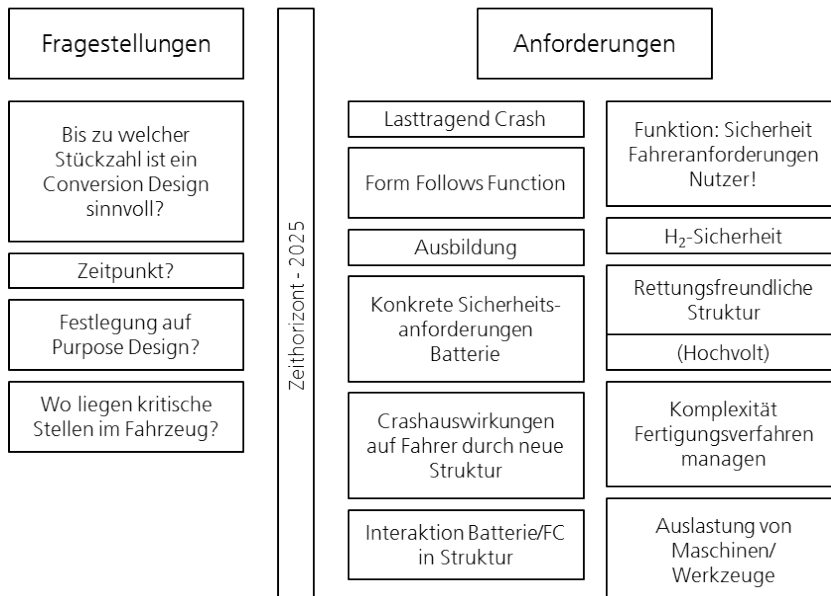 Fragestellungen
Bis zu welcher
Stückzahl ist ein
Conversion Design
sinnvoll?
Zeitpunkt?
Festlegung auf
Purpose Design?
Wo liegen kritische
Stellen im Fahrzeug?
Zeithorizont - 2025
Anforderungen
Lasttragend Crash
Form Follows Function
Ausbildung
Konkrete Sicherheits-
anforderungen
Batterie
Crashauswirkungen
auf Fahrer durch neue
Struktur
Interaktion Batterie/FC
in Struktur
Funktion: Sicherheit
Fahreranforderungen
Nutzer!
H₂-Sicherheit
Rettungsfreundliche
Struktur
(Hochvolt)
Komplexität
Fertigungsverfahren
managen
Auslastung von
Maschinen/
Werkzeuge